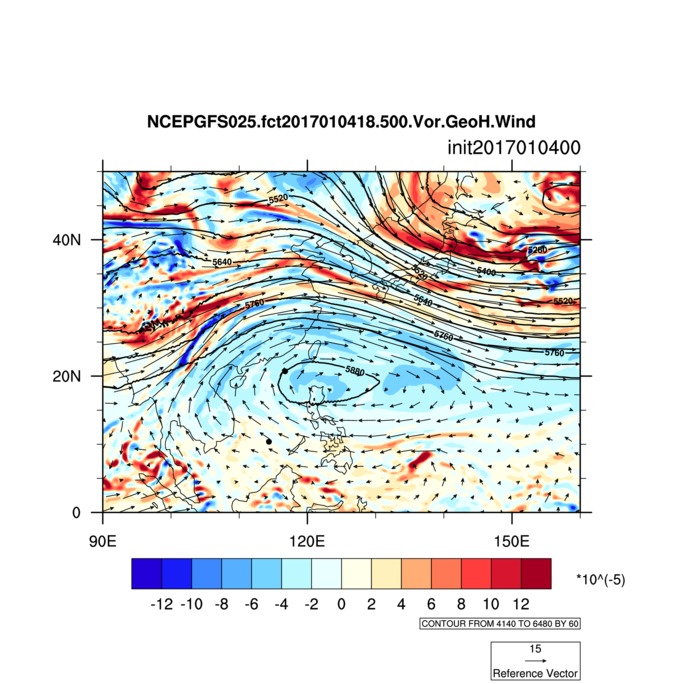 NCEPGFS025.fct2017010418.500.Vor.GeoH.Wind
init2017010400
5520
40N
5280
5640
5400
5640
5520
5760
5760
5760
20N
5880
0
90E 120E 150E
-12 -10 -8 -6 -4 -2 0 2 4 6 8 10 12
*10^(-5)
CONTOUR FROM 4140 TO 6480 BY 60
15
Reference Vector